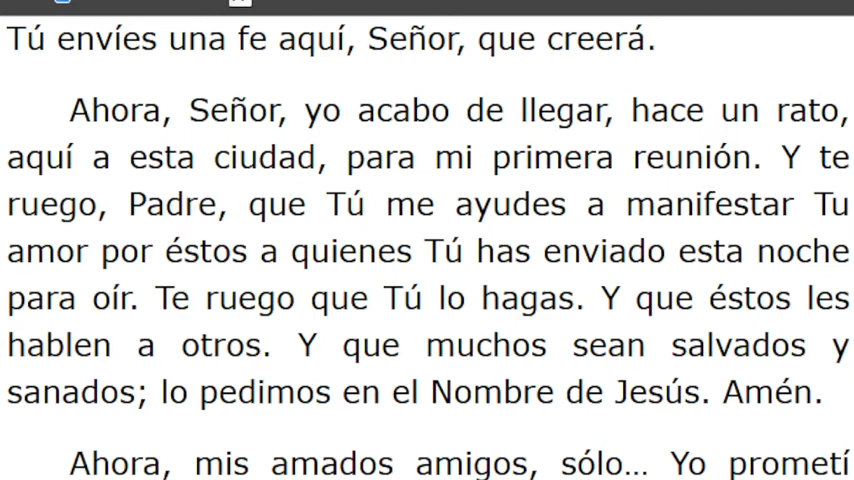 Tú envíes una fe aquí, Señor, que creerá.
Ahora, Señor, yo acabo de llegar, hace un rato,
aquí a esta ciudad, para mi primera reunión. Y te
ruego, Padre, que Tú me ayudes a manifestar Tu
amor por éstos a quienes Tú has enviado esta noche
para oír. Te ruego que Tú lo hagas. Y que éstos les
hablen a otros. Y que muchos sean salvados y
sanados; lo pedimos en el Nombre de Jesús. Amén.
Ahora, mis amados amigos, sólo... Yo prometí